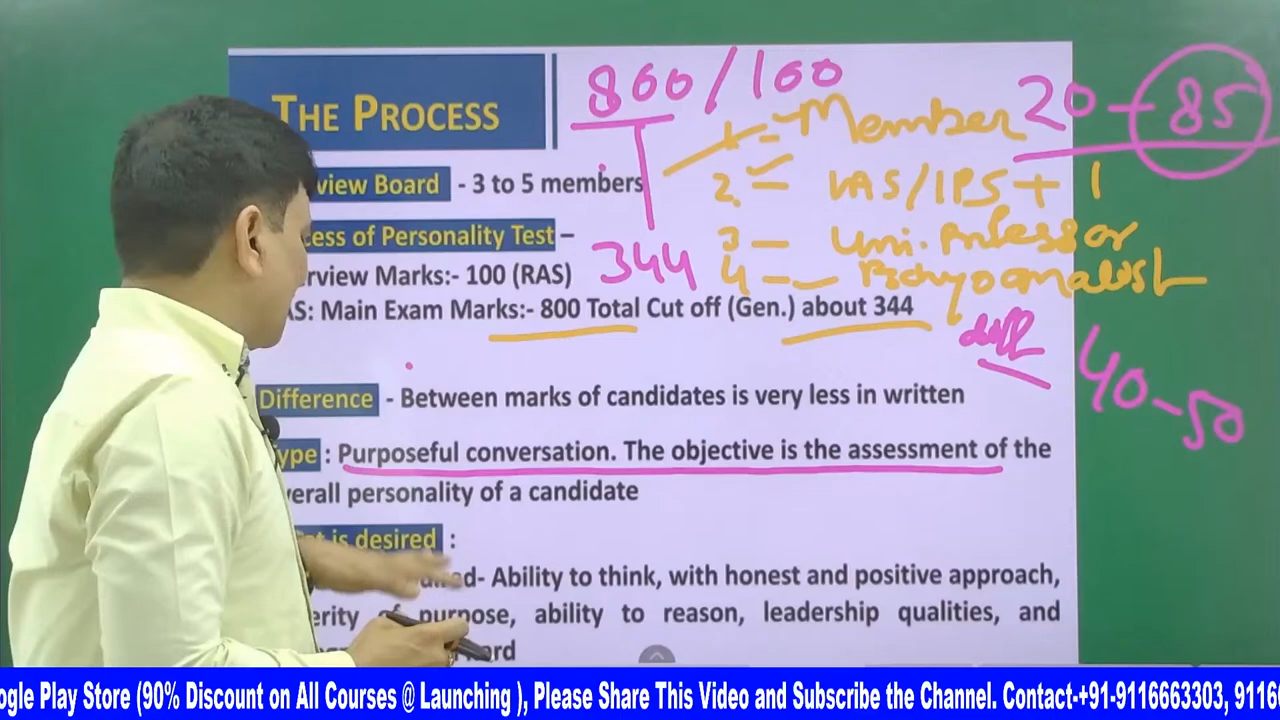 THE PROCESS
800/100
20-85
1 - Member
view Board - 3 to 5 members
2 - IAS/IPS + 1
cess of Personality Test –
3 - Uni. Professor
344
erview Marks:- 100 (RAS)
4 -
AS: Main Exam Marks:- 800 Total Cut off (Gen.) about 344
diff
40-50
Difference - Between marks of candidates is very less in written
ype : Purposeful conversation. The objective is the assessment of the
verall personality of a candidate
is desired :
d- Ability to think, with honest and positive approach,
erity of purpose, ability to reason, leadership qualities, and
ogle Play Store (90% Discount on All Courses @ Launching ), Please Share This Video and Subscribe the Channel. Contact-+91-9116663303, 9116